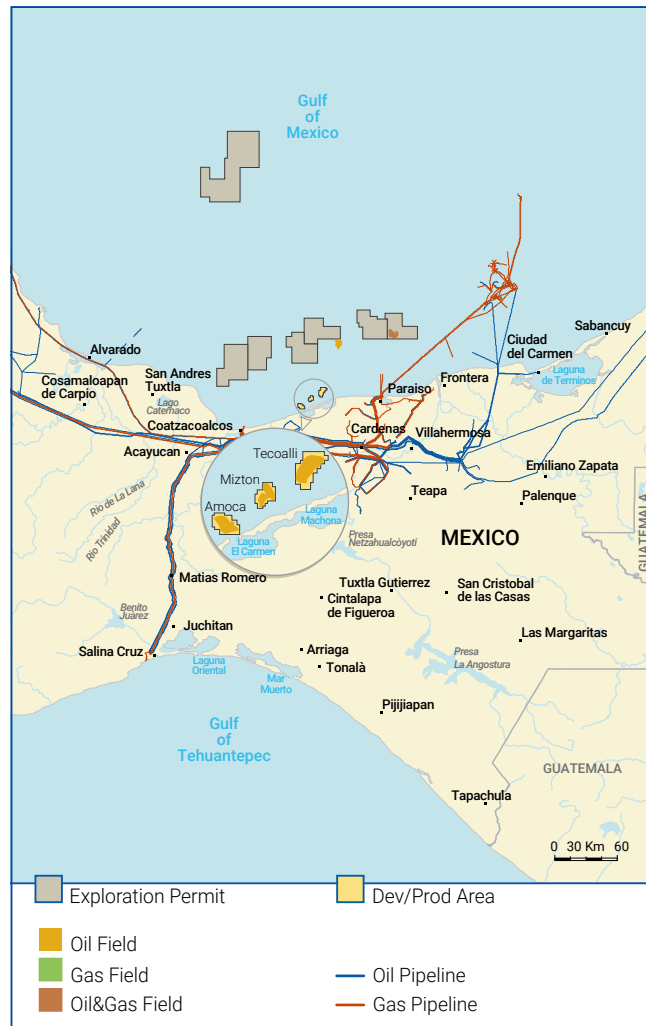 Gulf
of
Mexico
Sabancuy
Ciudad
del Carmen
Laguna
de Terminos
Alvarado
San Andres
Tuxtla
Cosamaloapan
de Carpio
Lago
Catemaco
Frontera
Paraiso
Coatzacoalcos
Cardenas
Villahermosa
Acayucan
Tecoalli
Emiliano Zapata
Mizton
Teapa
Palenque
Amoca
Laguna
Machona
Rio de La Lana
Rio Trinidad
Laguna
El Carmen
Presa
Netzahualcòyoti
MEXICO
GUATEMALA
Matias Romero
Tuxtla Gutierrez
San Cristobal
de las Casas
Cintalapa
de Figueroa
Benito
Juàrez
Juchitan
Las Margaritas
Salina Cruz
Arriaga
Laguna
Oriental
Tonalà
Presa
La Angostura
Mar
Muerto
Pijijiapan
Gulf
of
Tehuantepec
GUATEMALA
Tapachula
0 30 Km 60
Exploration Permit
Dev/Prod Area
Oil Field
Gas Field
Oil&Gas Field
Oil Pipeline
Gas Pipeline